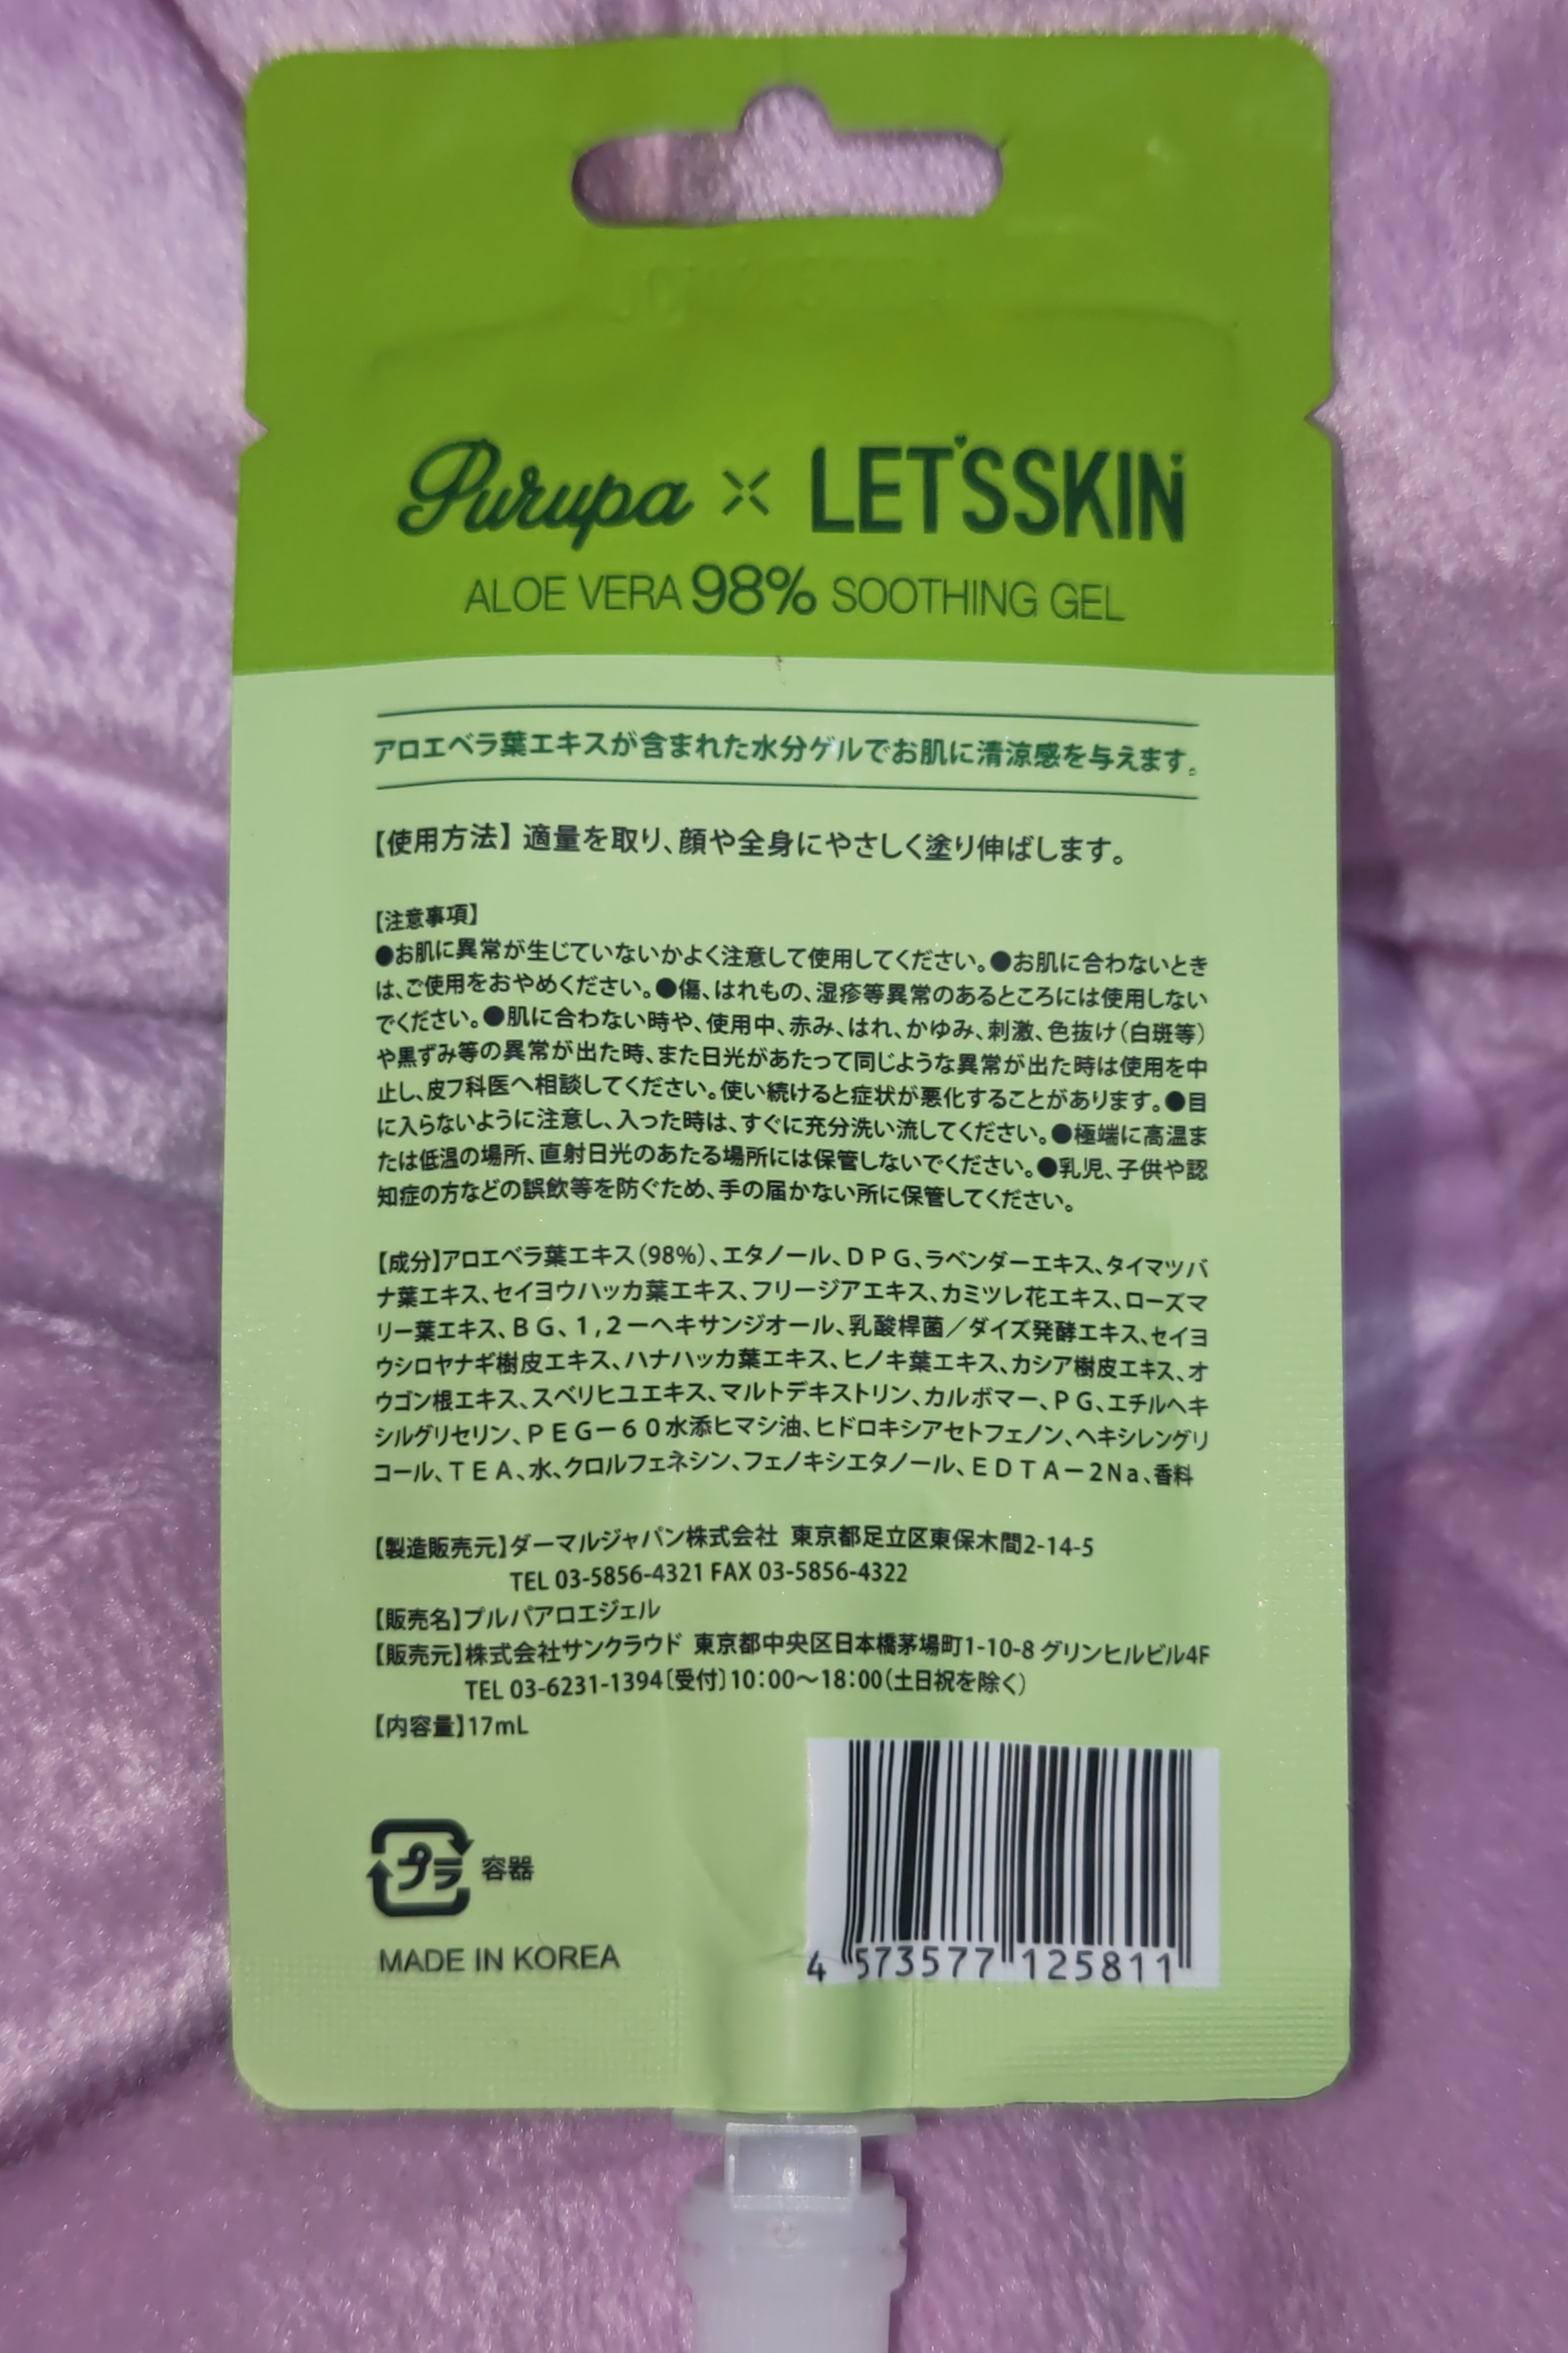 Purupa × LET'SSKIN
ALOE VERA 98% SOOTHING GEL
アロエベラ葉エキスが含まれた水分ゲルでお肌に清涼感を与えます。
【使用方法】適量を取り、顔や全身にやさしく塗り伸ばします。
【注意事項】
●お肌に異常が生じていないかよく注意して使用してください。●お肌に合わないとき
は、ご使用をおやめください。●傷、はれもの、湿疹等異常のあるところには使用しない
でください。●肌に合わない時や、使用中、赤み、はれ、かゆみ、刺激、色抜け（白斑等）
や黒ずみ等の異常が出た時、また日光があたって同じような異常が出た時は使用を中
止し、皮フ科医へ相談してください。使い続けると症状が悪化することがあります。●目
に入らないように注意し、入った時は、すぐに充分洗い流してください。●極端に高温ま
たは低温の場所、直射日光のあたる場所には保管しないでください。●乳児、子供や認
知症の方などの誤飲等を防ぐため、手の届かない所に保管してください。
【成分】アロエベラ葉エキス（98%）、エタノール、ＤＰＧ、ラベンダーエキス、タイマツバ
ナ葉エキス、セイヨウハッカ葉エキス、フリージアエキス、カミツレ花エキス、ローズマ
リー葉エキス、ＢＧ、１,２－ヘキサンジオール、乳酸桿菌／ダイズ発酵エキス、セイヨ
ウシロヤナギ樹皮エキス、ハナハッカ葉エキス、ヒノキ葉エキス、カシア樹皮エキス、オ
ウゴン根エキス、スベリヒユエキス、マルトデキストリン、カルボマー、ＰＧ、エチルヘキ
シルグリセリン、ＰＥＧ－６０水添ヒマシ油、ヒドロキシアセトフェノン、ヘキシレングリ
コール、ＴＥＡ、水、クロルフェネシン、フェノキシエタノール、ＥＤＴＡ－２Ｎａ、香料
【製造販売元】ダーマルジャパン株式会社 東京都足立区東保木間2-14-5
TEL 03-5856-4321 FAX 03-5856-4322
【販売名】プルパアロエジェル
【販売元】株式会社サンクラウド 東京都中央区日本橋茅場町1-10-8 グリンヒルビル4F
TEL 03-6231-1394〔受付〕10：00～18：00（土日祝を除く）
【内容量】17mL
プラ 容器
MADE IN KOREA
4 573577 125811